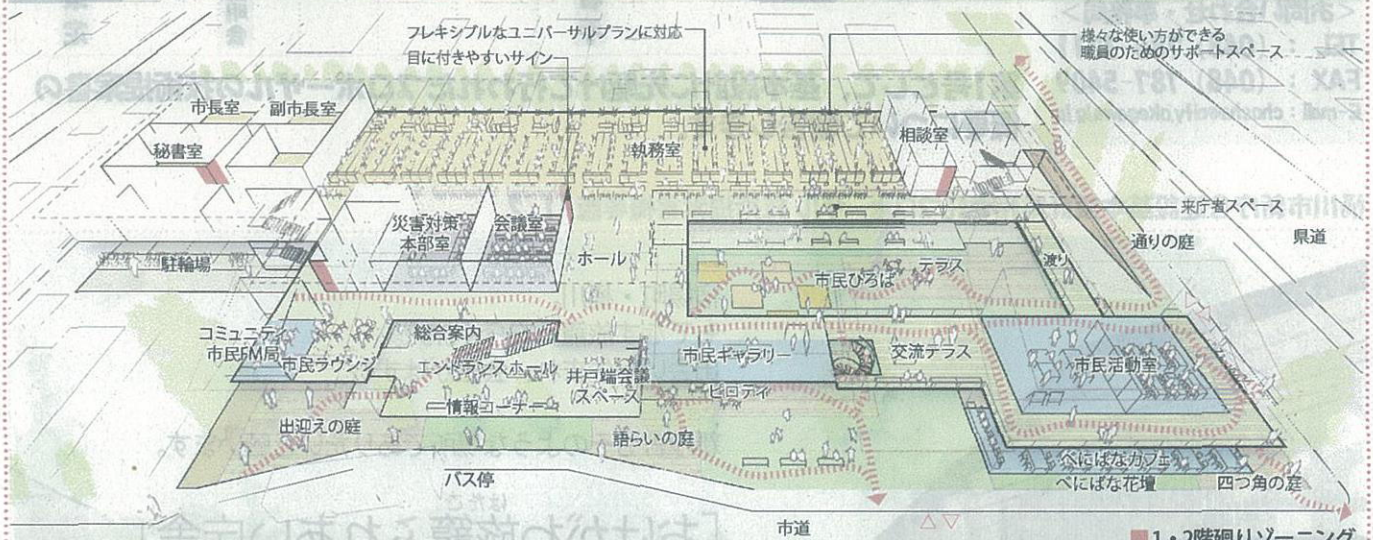 フレキシブルなユニバーサルプランに対応
目に付きやすいサイン
様々な使い方ができる
職員のためのサポートスペース
市長室
副市長室
秘書室
執務室
相談室
災害対策
本部室
会議室
ホール
駐輪場
来庁者スペース
通りの庭
県道
渡り
テラス
市民ひろば
コミュニティ
市民FM局
市民ラウンジ
総合案内
エントランスホール
情報コーナー
井戸端会議
スペース
市民ギャラリー
ピロティ
交流テラス
市民活動室
出迎えの庭
語らいの庭
べにばなカフェ
べにばな花壇
四つ角の庭
バス停
市道
■1・2階廻りゾーニング